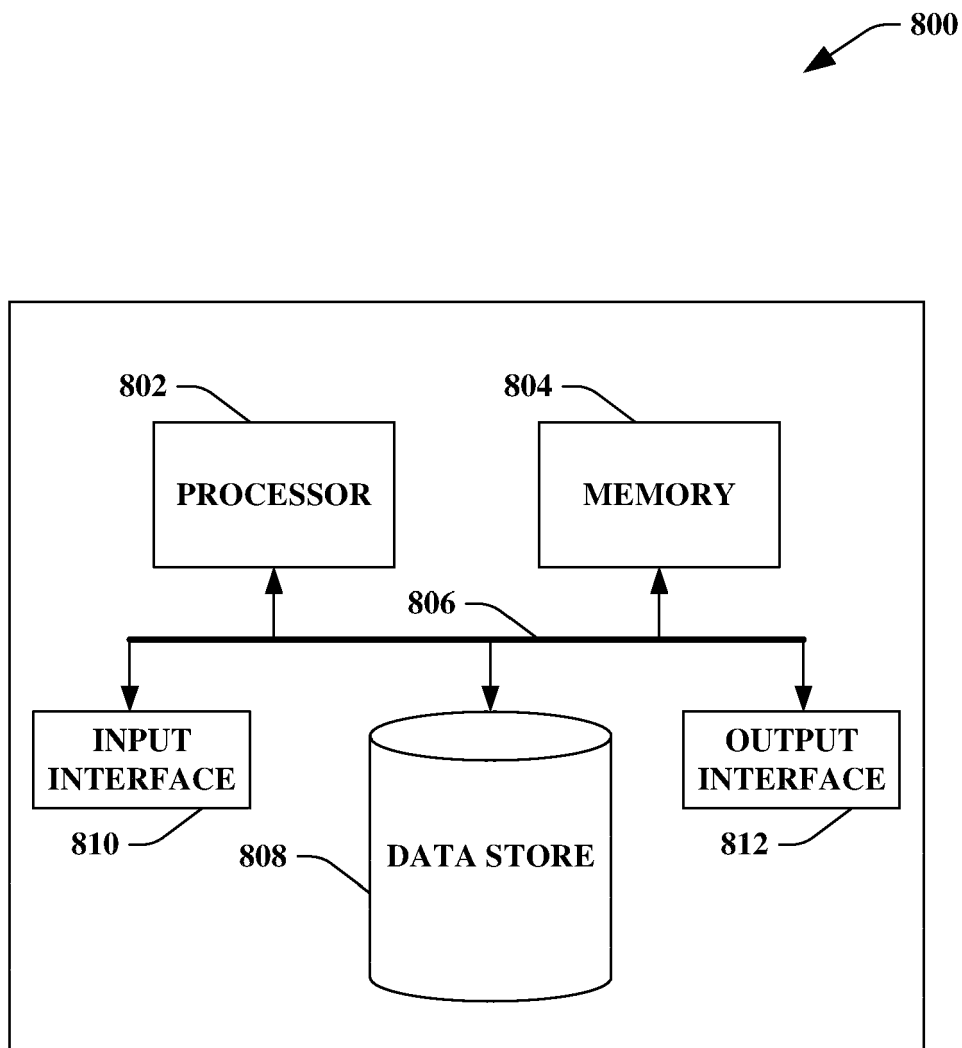 800
802
804
PROCESSOR
MEMORY
806
INPUT
INTERFACE
OUTPUT
INTERFACE
810
808
DATA STORE
812